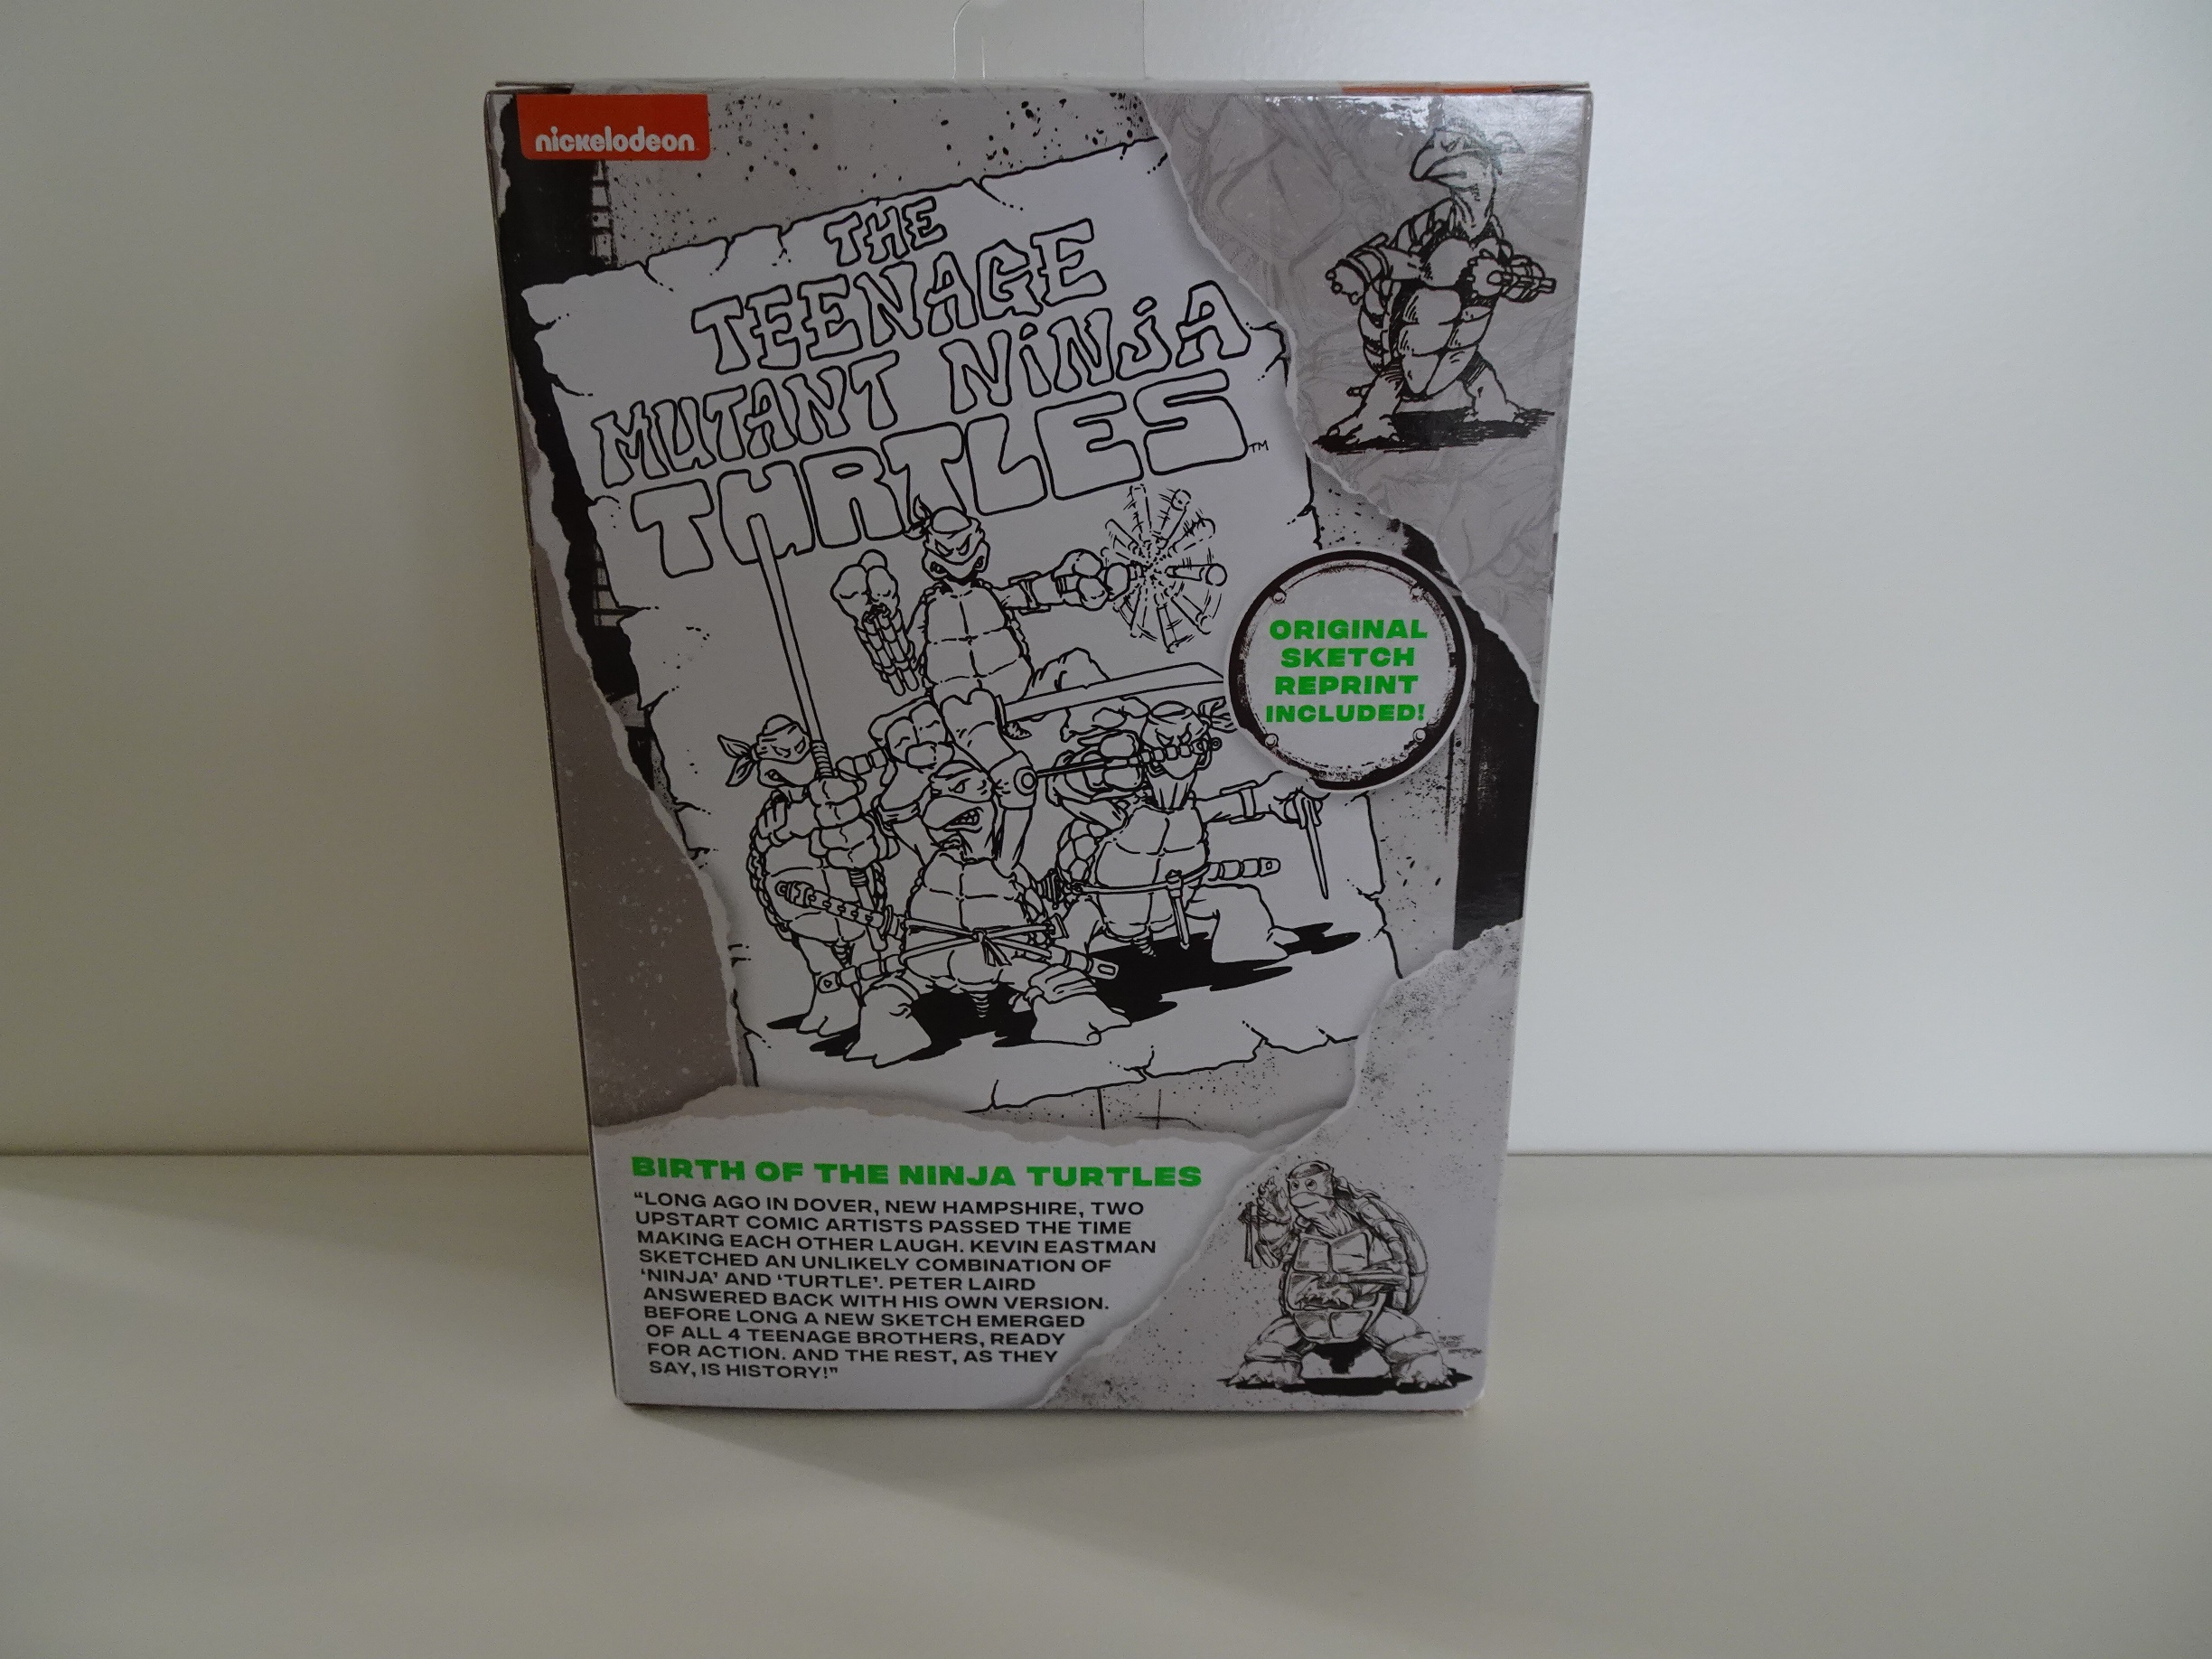 nickelodeon
THE
TEENAGE
MUTANT NiNjA
TURTLES™
ORIGINAL
SKETCH
REPRINT
INCLUDED!
BIRTH OF THE NINJA TURTLES
“LONG AGO IN DOVER, NEW HAMPSHIRE, TWO
UPSTART COMIC ARTISTS PASSED THE TIME
MAKING EACH OTHER LAUGH. KEVIN EASTMAN
SKETCHED AN UNLIKELY COMBINATION OF
‘NINJA’ AND ‘TURTLE’. PETER LAIRD
ANSWERED BACK WITH HIS OWN VERSION.
BEFORE LONG A NEW SKETCH EMERGED
OF ALL 4 TEENAGE BROTHERS, READY
FOR ACTION. AND THE REST, AS THEY
SAY, IS HISTORY!”